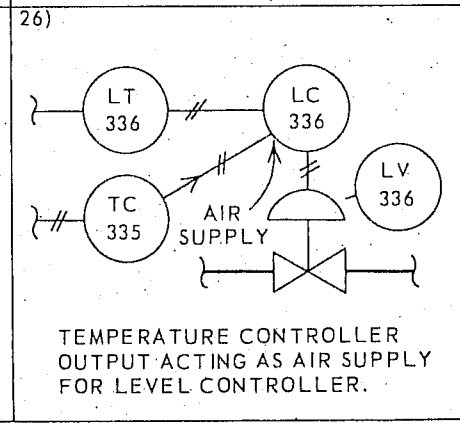 26)
LT
336
LC
336
TC
335
AIR
SUPPLY
LV
336
TEMPERATURE CONTROLLER
OUTPUT ACTING AS AIR SUPPLY
FOR LEVEL CONTROLLER.